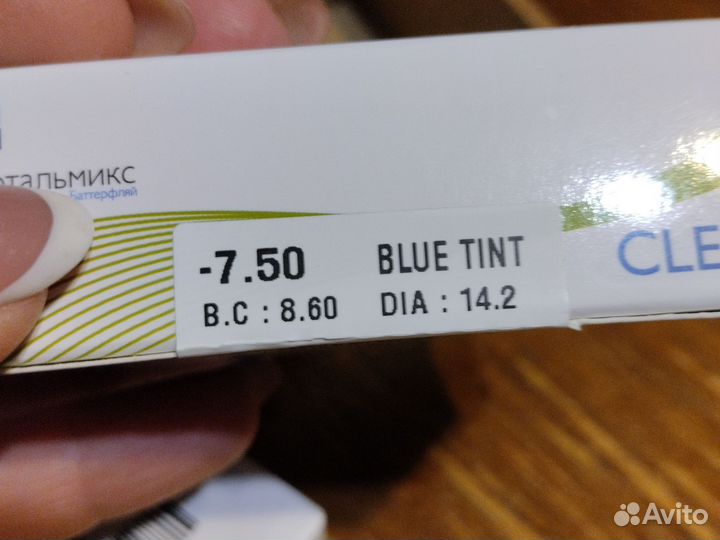 тальмикс
Баттерфляй
-7.50 BLUE TINT
B.C : 8.60 DIA : 14.2
CLE
Avito